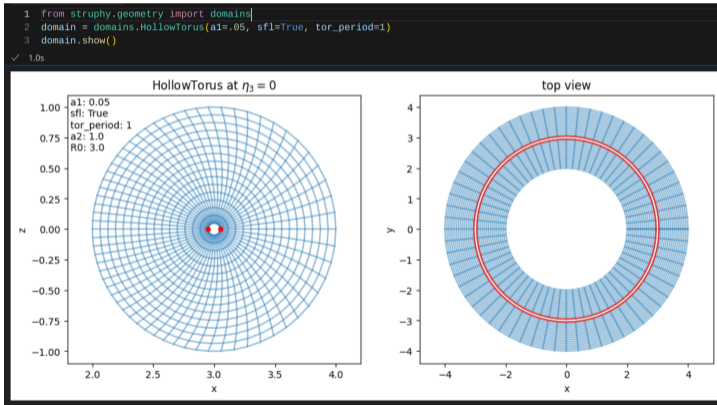 1 from struphy.geometry import domains
2 domain = domains.HollowTorus(a1=.05, sfl=True, tor_period=1)
3 domain.show()
✓ 1.0s
HollowTorus at η₃ = 0
a1: 0.05
sfl: True
tor_period: 1
a2: 1.0
R0: 3.0
1.00
0.75
0.50
0.25
0.00
−0.25
−0.50
−0.75
−1.00
z
2.0 2.5 3.0 3.5 4.0
x
top view
4
3
2
1
0
−1
−2
−3
−4
y
−4 −2 0 2 4
x